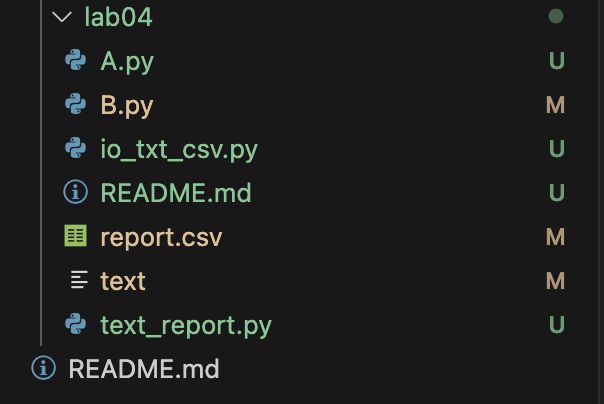 lab04
A.py U
B.py M
io_txt_csv.py U
README.md U
report.csv M
text M
text_report.py U
README.md